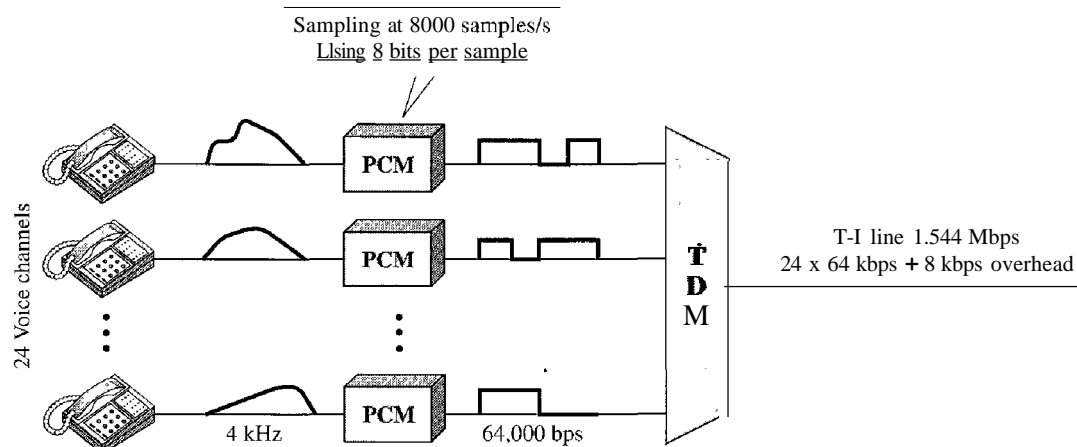 Sampling at 8000 samples/s
Llsing 8 bits per sample
PCM
PCM
PCM
24 Voice channels
4 kHz
64,000 bps
T
D
M
T-I line 1.544 Mbps
24 x 64 kbps + 8 kbps overhead